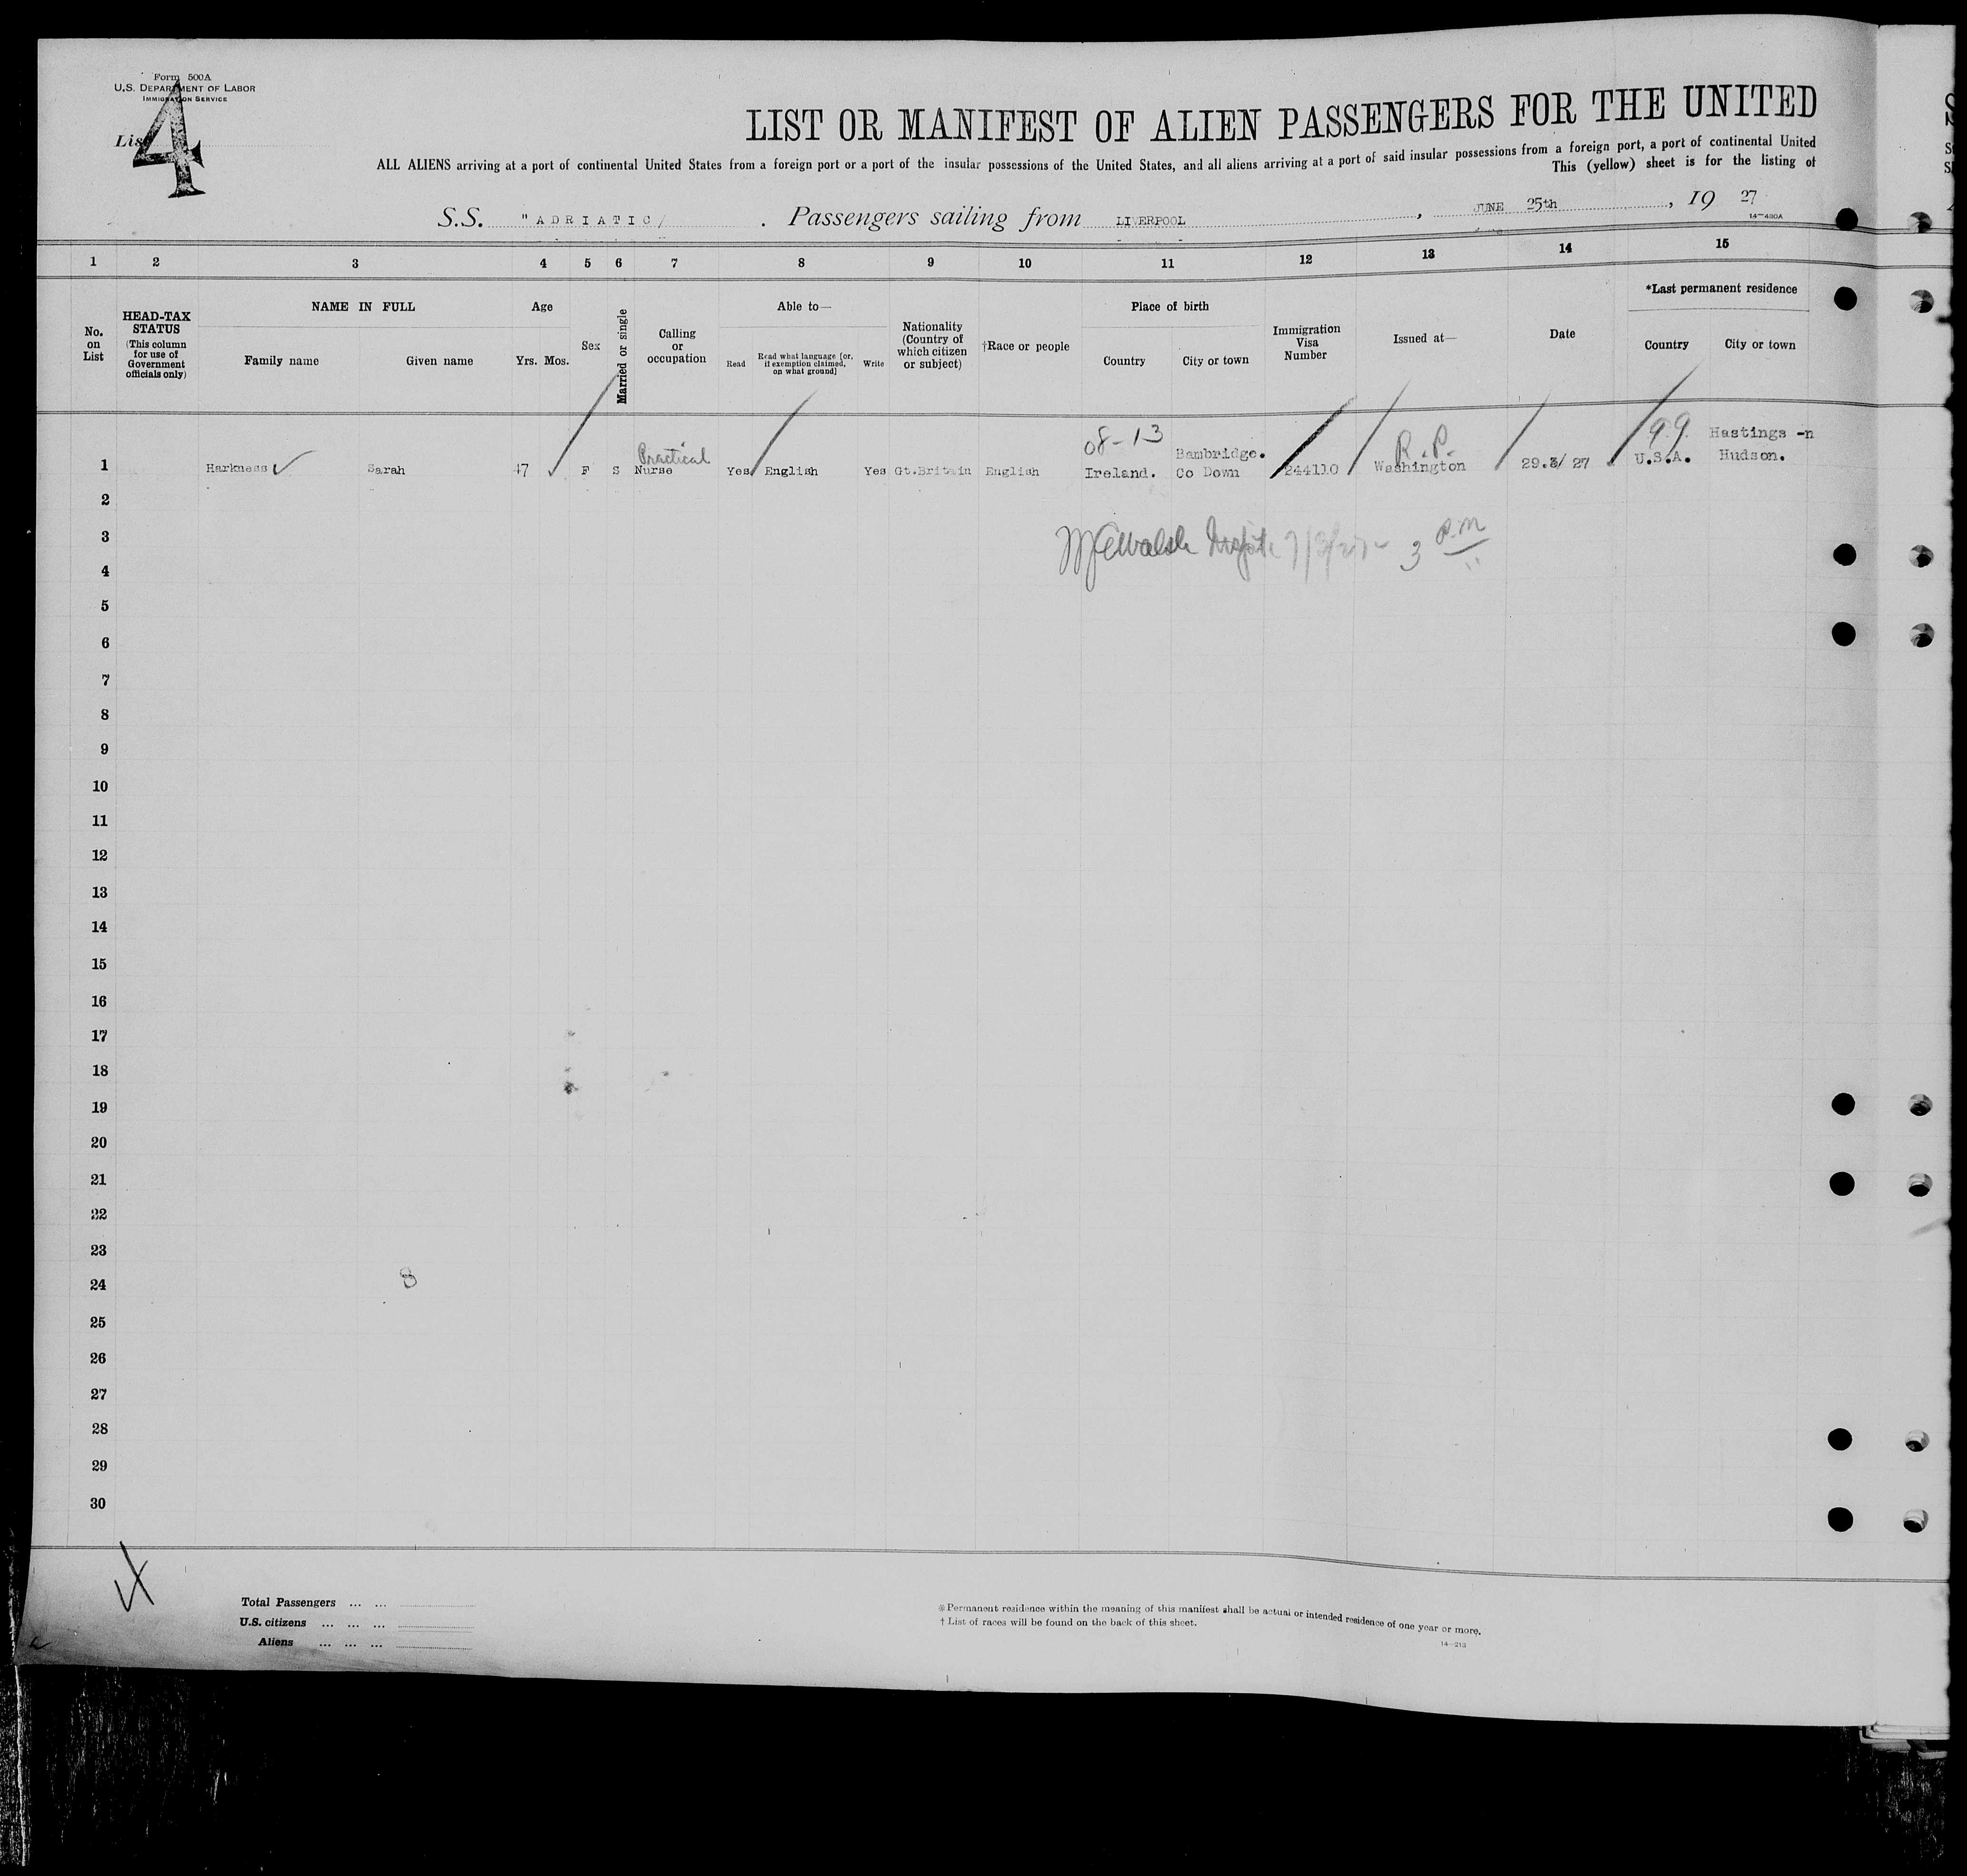 Form 500A
U.S. DEPARTMENT OF LABOR
IMMIGRATION SERVICE
List 4
LIST OR MANIFEST OF ALIEN PASSENGERS FOR THE UNITED
ALL ALIENS arriving at a port of continental United States from a foreign port or a port of the insular possessions of the United States, and all aliens arriving at a port of said insular possessions from a foreign port, a port of continental United
This (yellow) sheet is for the listing of
S.S. "ADRIATIC/ . Passengers sailing from LIVERPOOL, JUNE 25th, 19 27
14—430A
1 2 3 4 5 6 7 8 9 10 11 12 13 14 15
No. on List
HEAD-TAX STATUS (This column for use of Government officials only)
NAME IN FULL
Family name Given name
Age
Yrs. Mos.
Sex
Married or single
Calling or occupation
Able to—
Read Read what language [or, if exemption claimed, on what ground] Write
Nationality (Country of which citizen or subject)
†Race or people
Place of birth
Country City or town
Immigration Visa Number
Issued at—
Date
*Last permanent residence
Country City or town
Practical 08-13 Bambridge. R.P. 99 Hastings -n
1 Harkness Sarah 47 F S Nurse Yes English Yes Gt.Britain English Ireland. Co Down 244110 Washington 29.3/ 27 U.S.A. Hudson.
2
3 3 P.M
4
5
6
7
8
9
10
11
12
13
14
15
16
17
18
19
20
21
22
23
24 8
25
26
27
28
29
30
Total Passengers ... ...
U.S. citizens ... ... ...
Aliens ... ... ...
*Permanent residence within the meaning of this manifest shall be actual or intended residence of one year or more.
† List of races will be found on the back of this sheet.
14—213